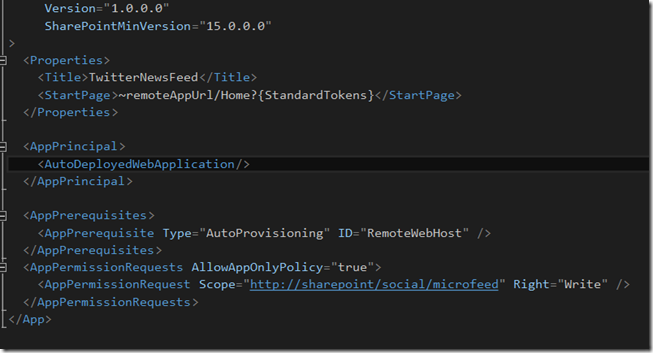 Version="1.0.0.0"
SharePointMinVersion="15.0.0.0"
>
<Properties>
<Title>TwitterNewsFeed</Title>
<StartPage>~remoteAppUrl/Home?{StandardTokens}</StartPage>
</Properties>
<AppPrincipal>
<AutoDeployedWebApplication/>
</AppPrincipal>
<AppPrerequisites>
<AppPrerequisite Type="AutoProvisioning" ID="RemoteWebHost" />
</AppPrerequisites>
<AppPermissionRequests AllowAppOnlyPolicy="true">
<AppPermissionRequest Scope="http://sharepoint/social/microfeed" Right="Write" />
</AppPermissionRequests>
</App>